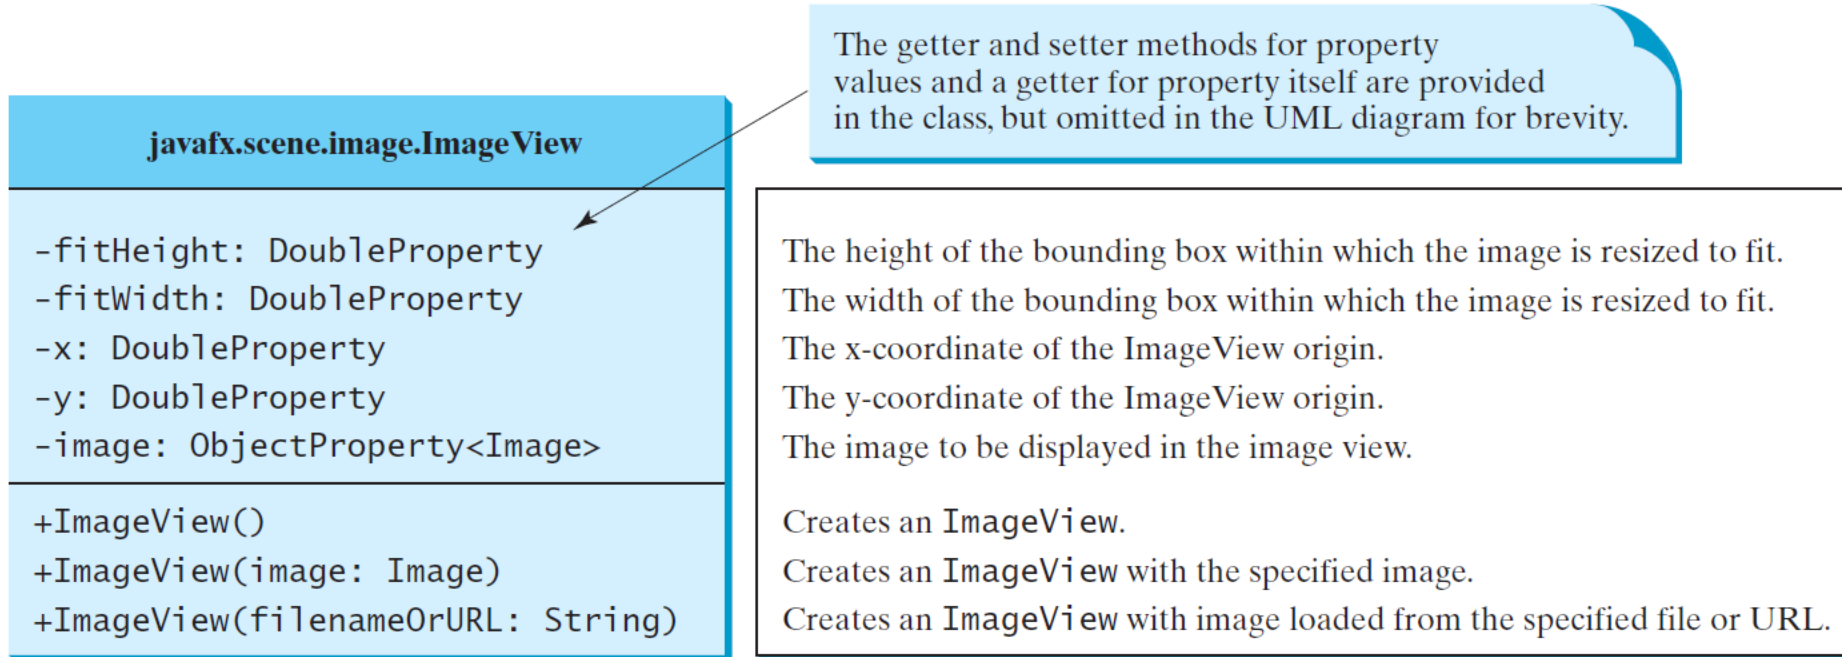 The getter and setter methods for property
values and a getter for property itself are provided
in the class, but omitted in the UML diagram for brevity.
javafx.scene.image.ImageView
-fitHeight: DoubleProperty
-fitWidth: DoubleProperty
-x: DoubleProperty
-y: DoubleProperty
-image: ObjectProperty<Image>
+ImageView()
+ImageView(image: Image)
+ImageView(filenameOrURL: String)
The height of the bounding box within which the image is resized to fit.
The width of the bounding box within which the image is resized to fit.
The x-coordinate of the ImageView origin.
The y-coordinate of the ImageView origin.
The image to be displayed in the image view.
Creates an ImageView.
Creates an ImageView with the specified image.
Creates an ImageView with image loaded from the specified file or URL.